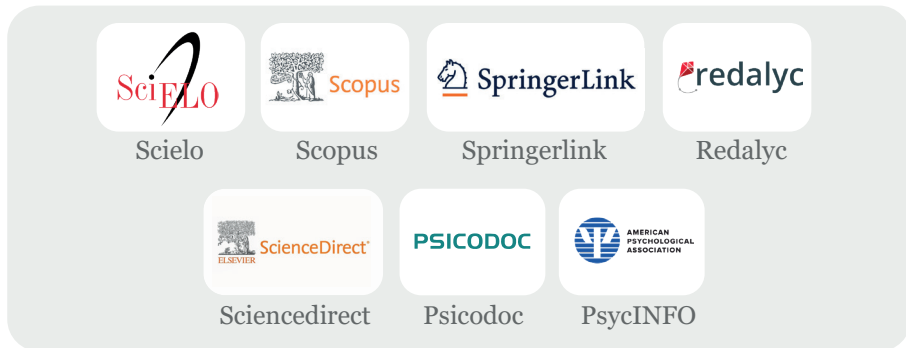 SciELO
Scopus
SpringerLink
redalyc
Scielo
Scopus
Springerlink
Redalyc
ELSEVIER
ScienceDirect®
PSICODOC
AMERICAN
PSYCHOLOGICAL
ASSOCIATION
Sciencedirect
Psicodoc
PsycINFO